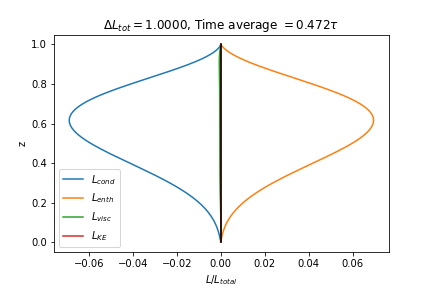 ΔL_tot = 1.0000, Time average = 0.472τ
z
1.0
0.8
0.6
0.4
0.2
0.0
L_cond
L_enth
L_visc
L_KE
−0.06 −0.04 −0.02 0.00 0.02 0.04 0.06
L/L_total